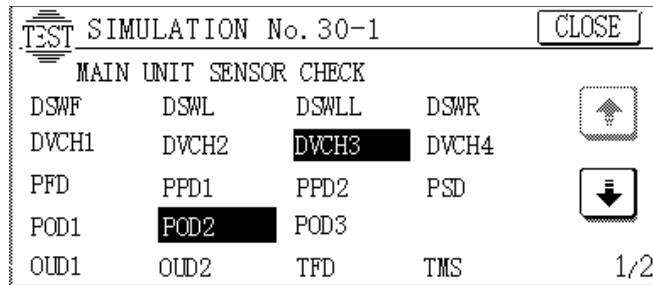 TEST SIMULATION No. 30-1 CLOSE
MAIN UNIT SENSOR CHECK
DSWF DSWL DSWLL DSWR
DVCH1 DVCH2 DVCH3 DVCH4
PFD PPD1 PPD2 PSD
POD1 POD2 POD3
OUD1 OUD2 TFD TMS 1/2